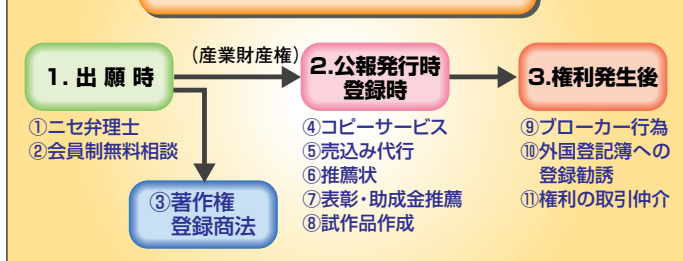 1.出願時
(産業財産権)
2.公報発行時
登録時
3.権利発生後
①ニセ弁理士
②会員制無料相談
③著作権
登録商法
④コピーサービス
⑤売込み代行
⑥推薦状
⑦表彰・助成金推薦
⑧試作品作成
⑨ブローカー行為
⑩外国登記簿への
登録勧誘
⑪権利の取引仲介